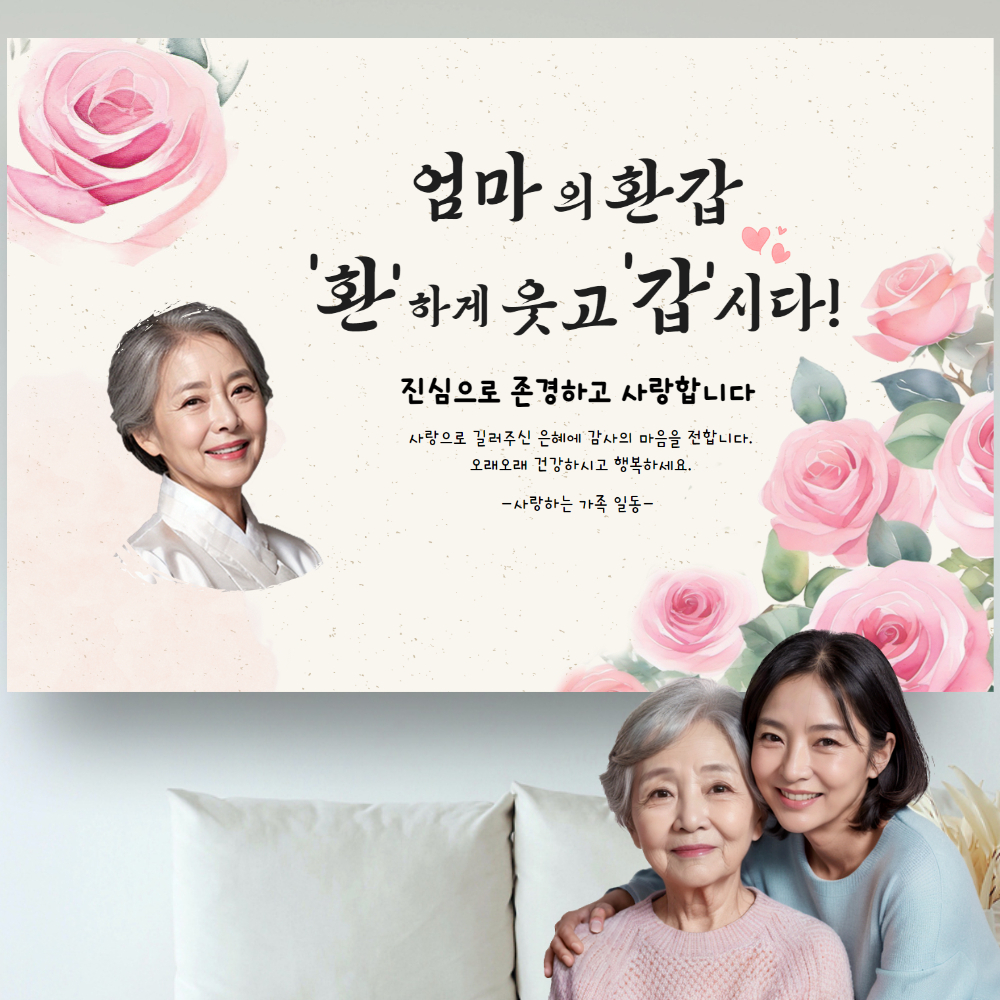 엄마의 환갑
'환'하게 웃고 '갑'시다!
진심으로 존경하고 사랑합니다
사랑으로 길러주신 은혜에 감사의 마음을 전합니다.
오래오래 건강하시고 행복하세요.
-사랑하는 가족 일동-